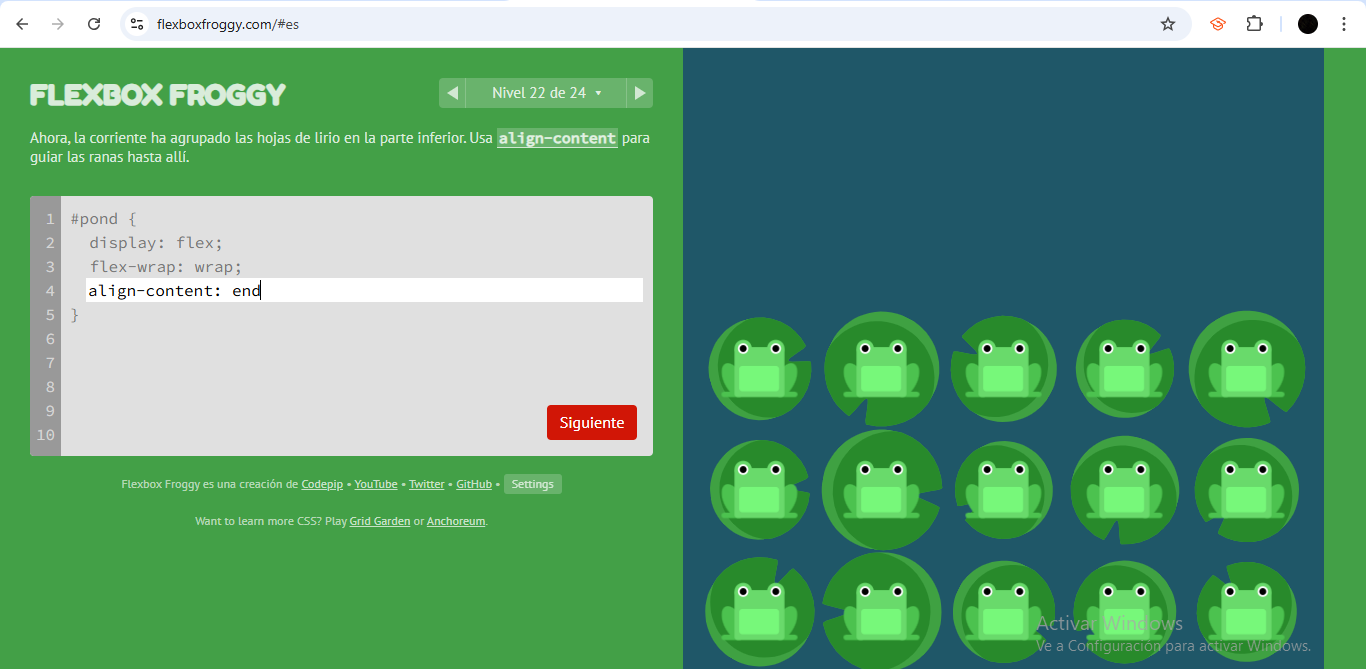 flexboxfroggy.com/#es
FLEXBOX FROGGY
Nivel 22 de 24
Ahora, la corriente ha agrupado las hojas de lirio en la parte inferior. Usa align-content para
guiar las ranas hasta allí.
1 #pond {
2 display: flex;
3 flex-wrap: wrap;
4 align-content: end
5 }
6
7
8
9
10
Siguiente
Flexbox Froggy es una creación de Codepip • YouTube • Twitter • GitHub • Settings
Want to learn more CSS? Play Grid Garden or Anchoreum.
Activar Windows
Ve a Configuración para activar Windows.